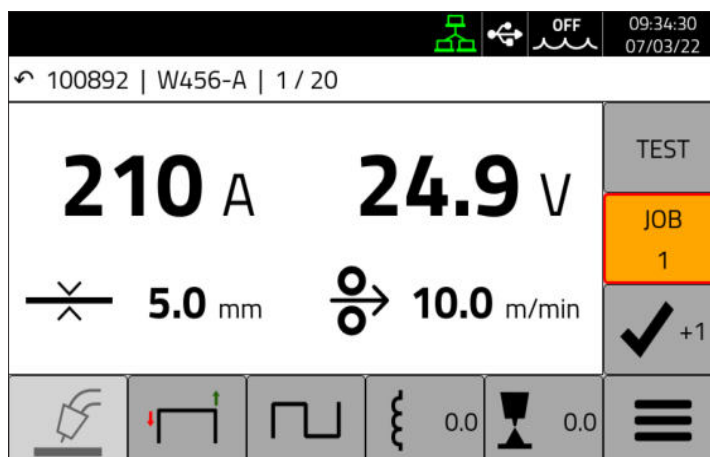 OFF
09:34:30
07/03/22
↶ 100892 | W456-A | 1 / 20
210 A
24.9 V
TEST
JOB
1
5.0 mm
10.0 m/min
+1
0.0
0.0